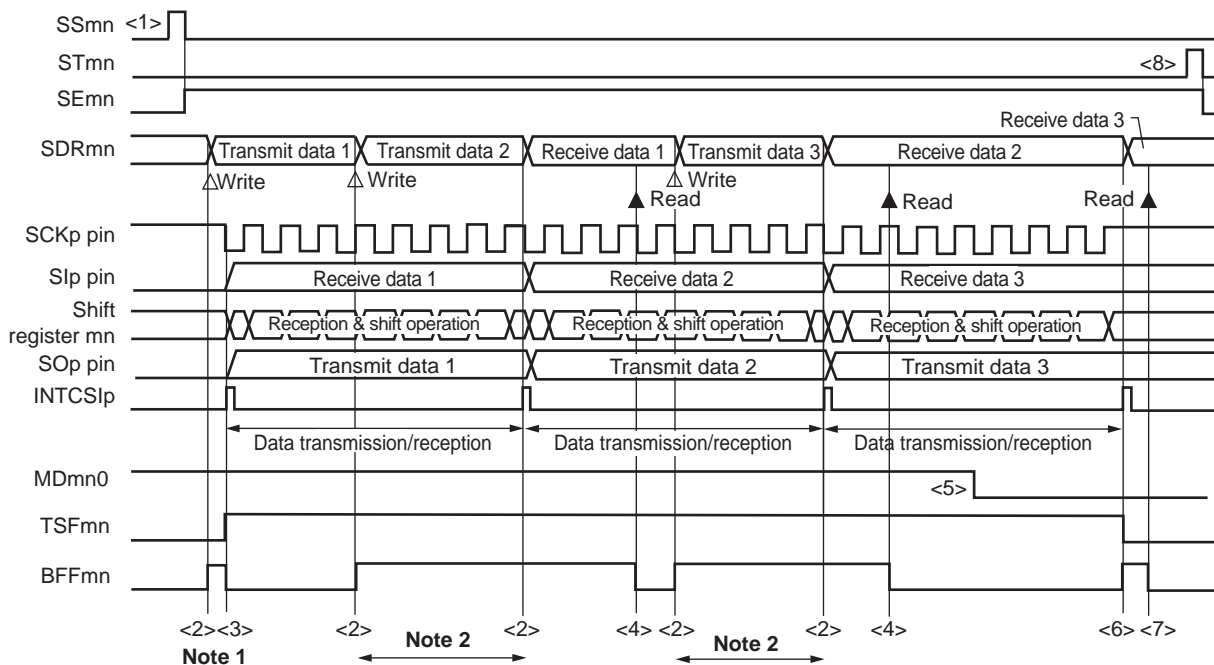 SSmn <1>
STmn <8>
SEmn
Receive data 3
SDRmn Transmit data 1 Transmit data 2 Receive data 1 Transmit data 3 Receive data 2
△Write △ Write △ Write
▲ Read ▲ Read Read ▲
SCKp pin
SIp pin Receive data 1 Receive data 2 Receive data 3
Shift
register mn Reception & shift operation Reception & shift operation Reception & shift operation
SOp pin Transmit data 1 Transmit data 2 Transmit data 3
INTCSIp
Data transmission/reception Data transmission/reception Data transmission/reception
MDmn0 <5>
TSFmn
BFFmn
<2><3> <2> <2> <4> <2> <2> <4> <6> <7>
Note 1 Note 2 Note 2